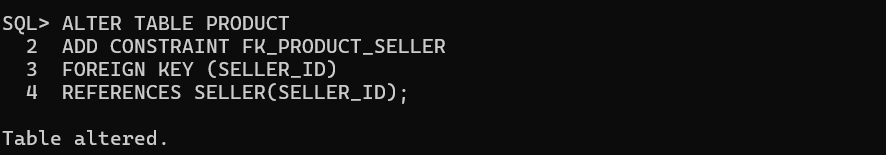 SQL> ALTER TABLE PRODUCT
  2  ADD CONSTRAINT FK_PRODUCT_SELLER
  3  FOREIGN KEY (SELLER_ID)
  4  REFERENCES SELLER(SELLER_ID);
Table altered.